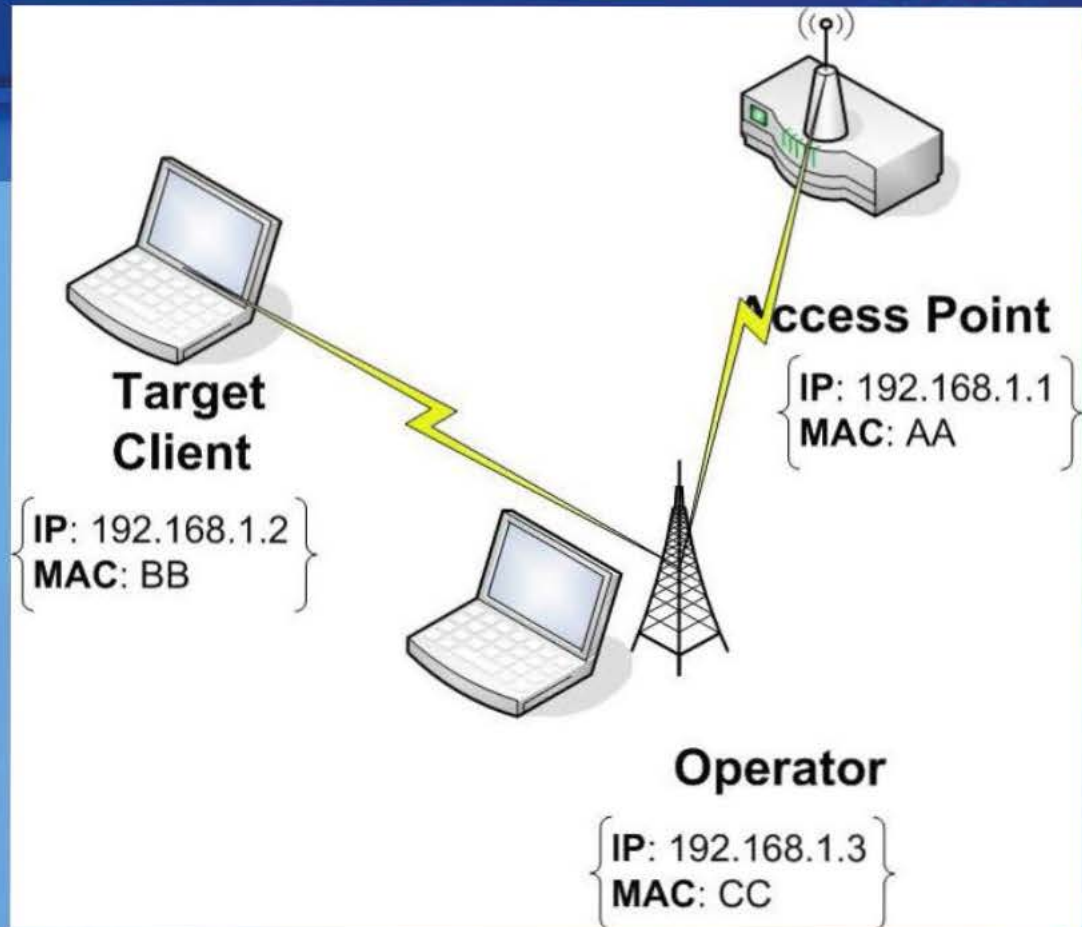 Access Point
IP: 192.168.1.1
MAC: AA
Target
Client
IP: 192.168.1.2
MAC: BB
Operator
IP: 192.168.1.3
MAC: CC